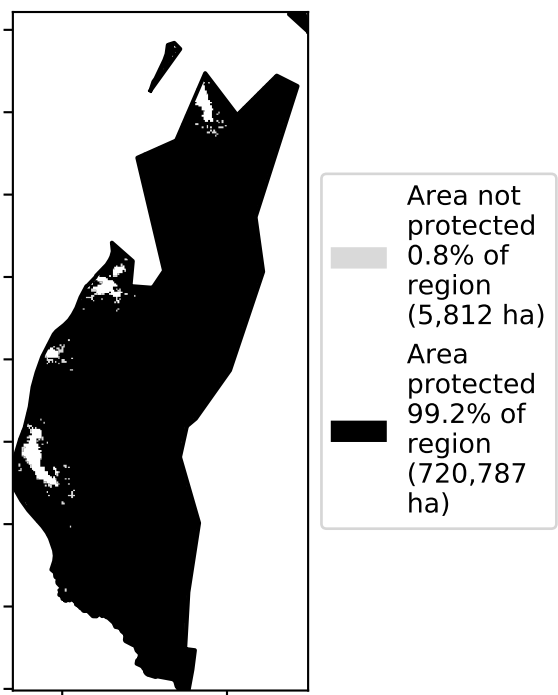 Area not
protected
0.8% of
region
(5,812 ha)
Area
protected
99.2% of
region
(720,787
ha)